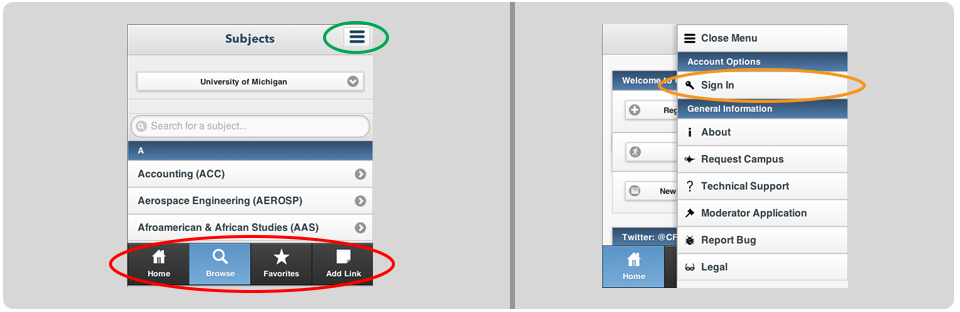 Subjects
University of Michigan
Search for a subject...
A
Accounting (ACC)
Aerospace Engineering (AEROSP)
Afroamerican & African Studies (AAS)
Home
Browse
Favorites
Add Link
Close Menu
Account Options
Welcome to
Sign In
General Information
Reg
About
Request Campus
Technical Support
New
Moderator Application
Twitter: @CF
Report Bug
Home
Legal